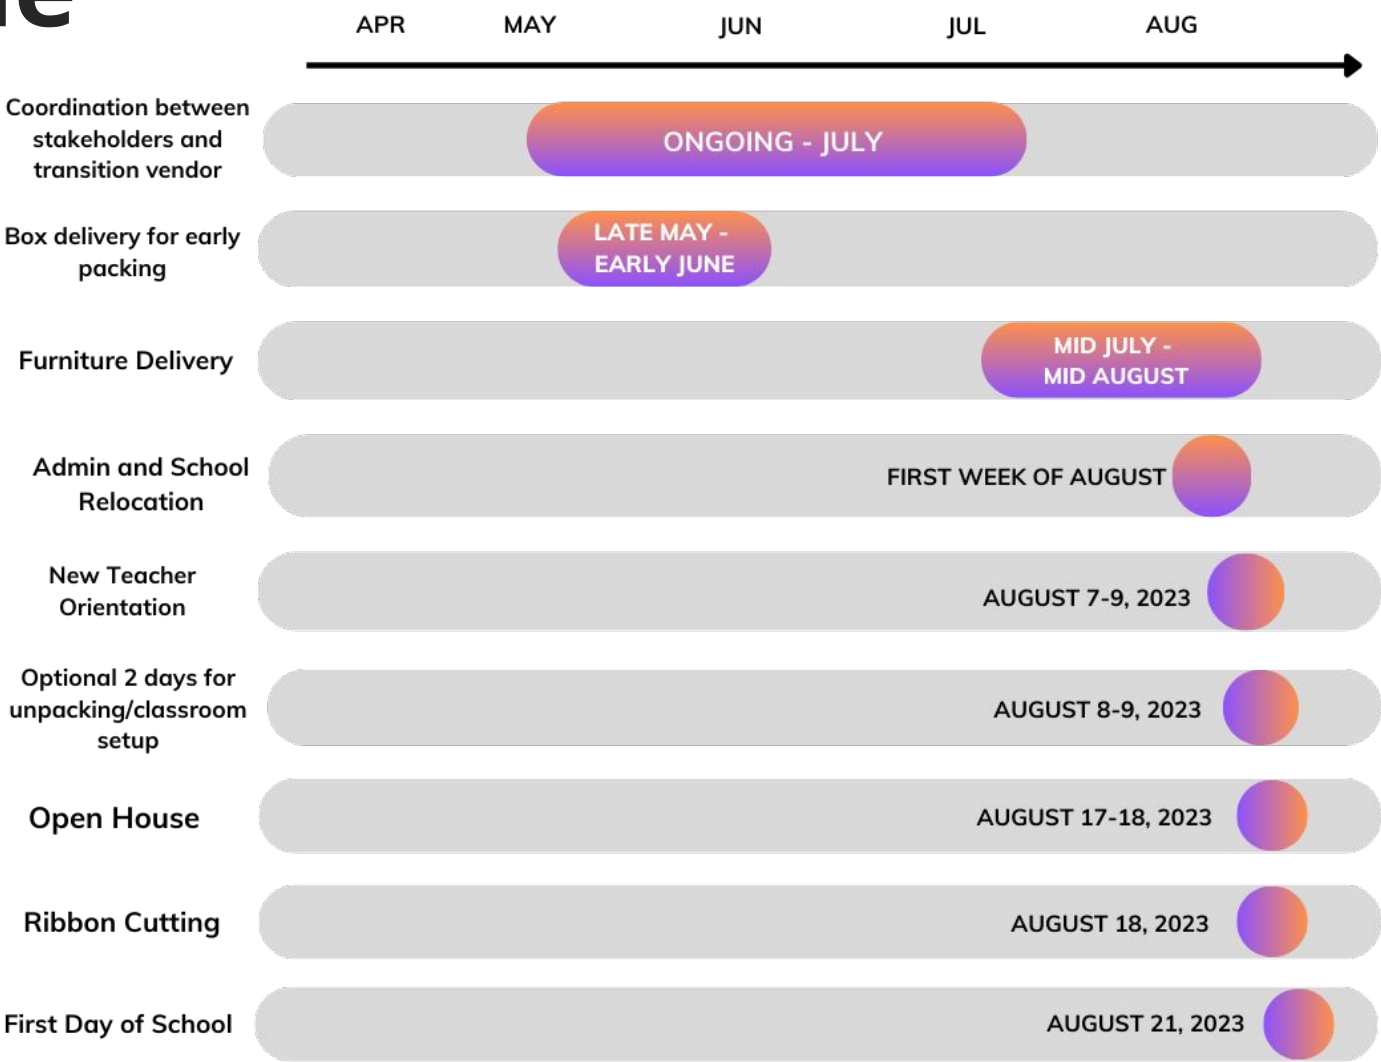 APR MAY JUN JUL AUG
Coordination between
stakeholders and
transition vendor
ONGOING - JULY
Box delivery for early
packing
LATE MAY -
EARLY JUNE
Furniture Delivery
MID JULY -
MID AUGUST
Admin and School
Relocation
FIRST WEEK OF AUGUST
New Teacher
Orientation
AUGUST 7-9, 2023
Optional 2 days for
unpacking/classroom
setup
AUGUST 8-9, 2023
Open House
AUGUST 17-18, 2023
Ribbon Cutting
AUGUST 18, 2023
First Day of School
AUGUST 21, 2023